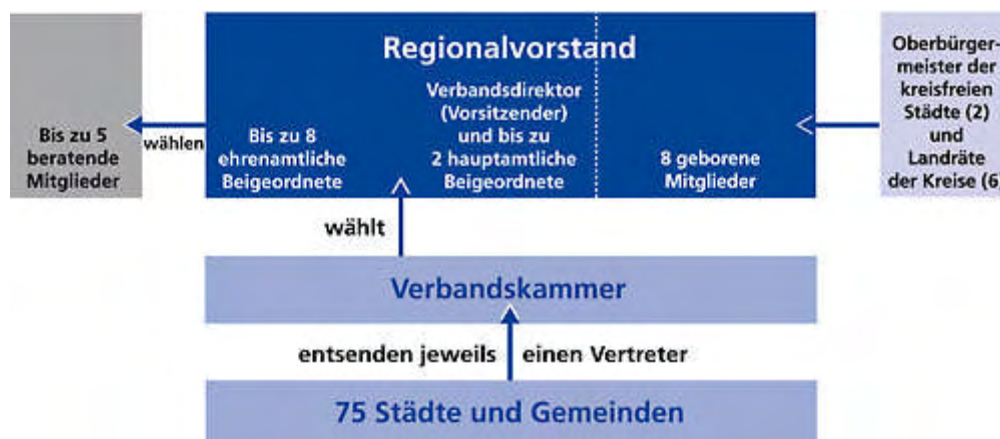 Regionalvorstand
Bis zu 5
beratende
Mitglieder
wählen
Bis zu 8
ehrenamtliche
Beigeordnete
Verbandsdirektor
(Vorsitzender)
und bis zu
2 hauptamtliche
Beigeordnete
8 geborene
Mitglieder
Oberbürger-
meister der
kreisfreien
Städte (2)
und
Landräte
der Kreise (6)
wählt
Verbandskammer
entsenden jeweils einen Vertreter
75 Städte und Gemeinden